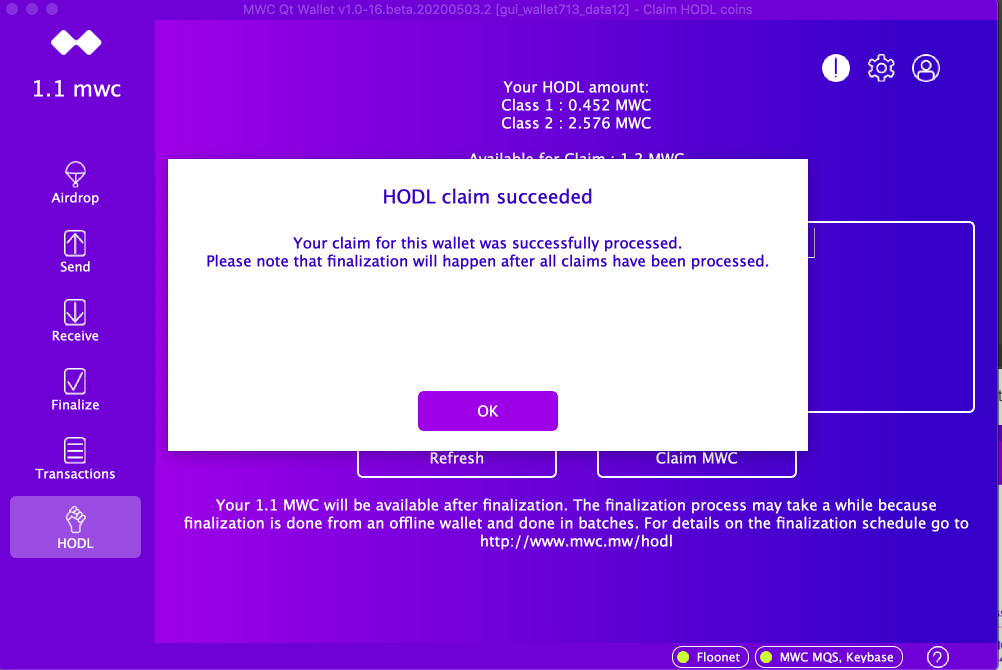 MWC Qt Wallet v1.0-16.beta.20200503.2 [gui_wallet713_data12] - Claim HODL coins
1.1 mwc
Airdrop
Send
Receive
Finalize
Transactions
HODL
Your HODL amount:
Class 1 : 0.452 MWC
Class 2 : 2.576 MWC
Available for Claim : 1.2 MWC
HODL claim succeeded
Your claim for this wallet was successfully processed.
Please note that finalization will happen after all claims have been processed.
OK
Refresh
Claim MWC
Your 1.1 MWC will be available after finalization. The finalization process may take a while because
finalization is done from an offline wallet and done in batches. For details on the finalization schedule go to
http://www.mwc.mw/hodl
Floonet
MWC MQS, Keybase
?